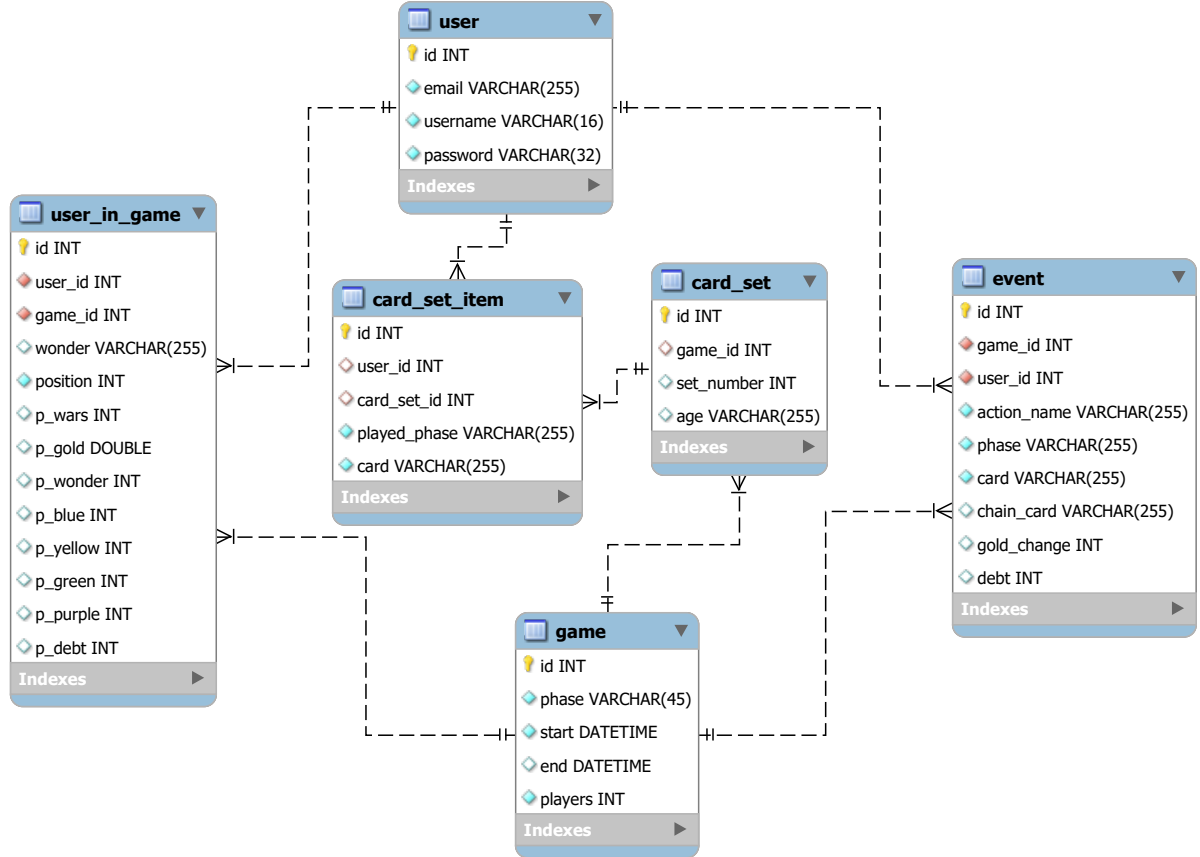 user
id INT
email VARCHAR(255)
username VARCHAR(16)
password VARCHAR(32)
Indexes
user_in_game
id INT
user_id INT
game_id INT
wonder VARCHAR(255)
position INT
p_wars INT
p_gold DOUBLE
p_wonder INT
p_blue INT
p_yellow INT
p_green INT
p_purple INT
p_debt INT
Indexes
card_set_item
id INT
user_id INT
card_set_id INT
played_phase VARCHAR(255)
card VARCHAR(255)
Indexes
card_set
id INT
game_id INT
set_number INT
age VARCHAR(255)
Indexes
event
id INT
game_id INT
user_id INT
action_name VARCHAR(255)
phase VARCHAR(255)
card VARCHAR(255)
chain_card VARCHAR(255)
gold_change INT
debt INT
Indexes
game
id INT
phase VARCHAR(45)
start DATETIME
end DATETIME
players INT
Indexes